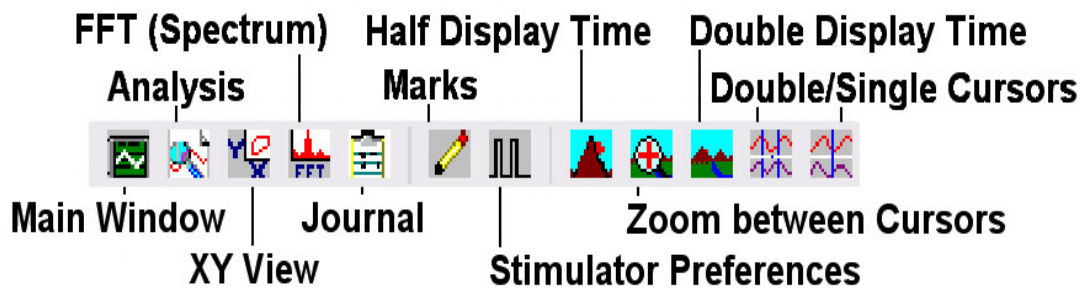 FFT (Spectrum) Half Display Time Double Display Time
Analysis Marks Double/Single Cursors
Y X FFT
Main Window Journal Zoom between Cursors
XY View Stimulator Preferences